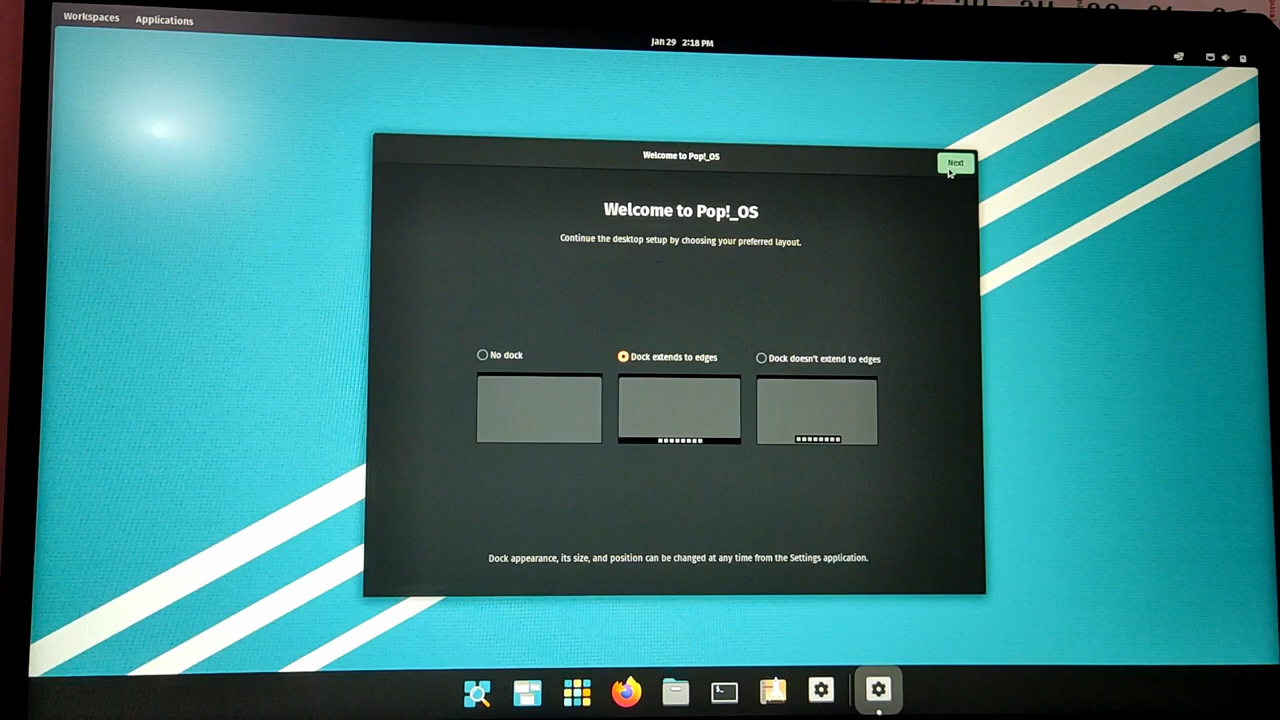 Workspaces Applications
Jan 29 2:18 PM
Welcome to Pop!_OS
Next
Welcome to Pop!_OS
Continue the desktop setup by choosing your preferred layout.
No dock
Dock extends to edges
Dock doesn't extend to edges
Dock appearance, its size, and position can be changed at any time from the Settings application.